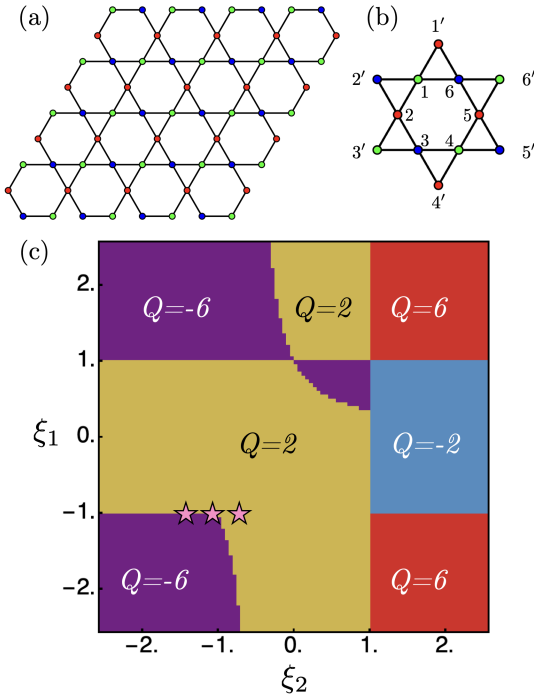 (a) (b)
1′
2′ 1 6 6′
2 5
3′ 3 4 5′
4′
(c)
2.
Q=-6 Q=2 Q=6
1.
ξ1 0. Q=2 Q=-2
-1.
Q=-6 Q=6
-2.
-2. -1. 0. 1. 2.
ξ2